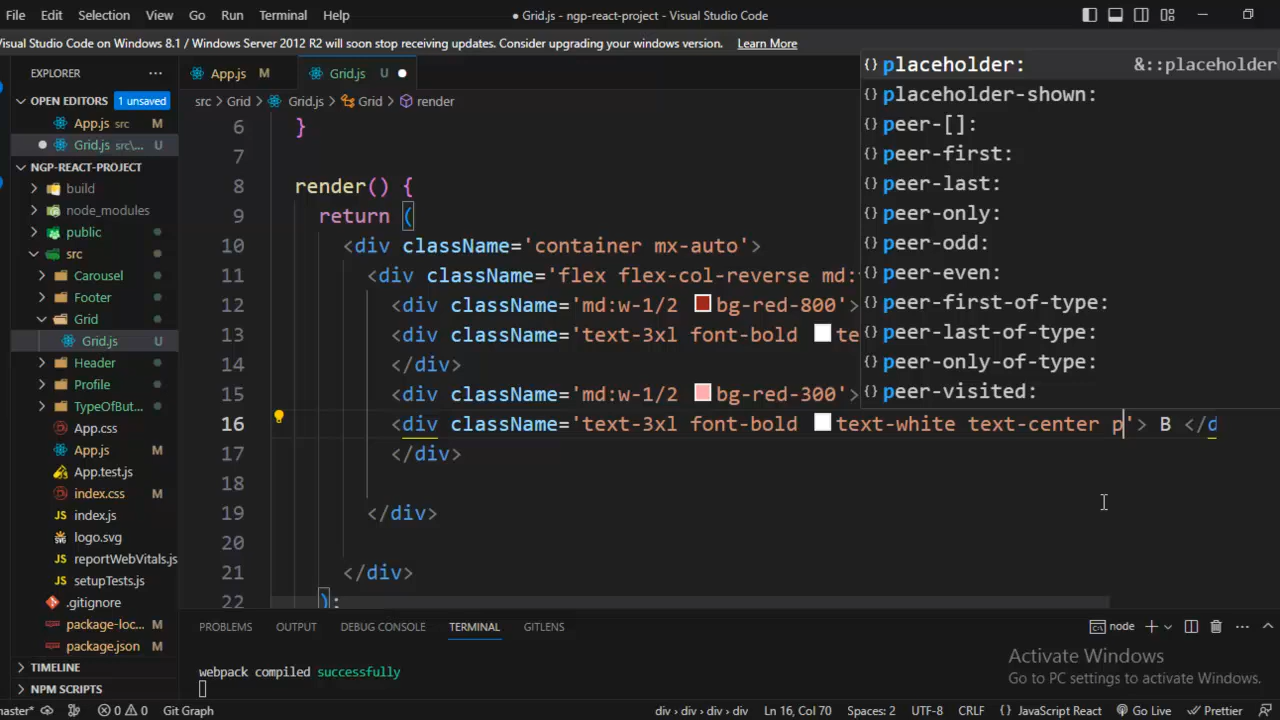 File Edit Selection View Go Run Terminal Help
● Grid.js - ngp-react-project - Visual Studio Code
Visual Studio Code on Windows 8.1 / Windows Server 2012 R2 will soon stop receiving updates. Consider upgrading your windows version. Learn More
EXPLORER ···
App.js M
Grid.js U ●
OPEN EDITORS 1 unsaved
App.js src M
● Grid.js src\... U
NGP-REACT-PROJECT
build
node_modules
public
src
Carousel
Footer
Grid
Grid.js U
Header
Profile
TypeOfBut...
App.css
App.js M
App.test.js
index.css M
index.js
logo.svg
reportWebVitals.js
setupTests.js
.gitignore
package-loc... M
package.json M
TIMELINE
NPM SCRIPTS
src > Grid > Grid.js > Grid > render
6 }
7
8 render() {
9 return (
10 <div className='container mx-auto'>
11 <div className='flex flex-col-reverse md:
12 <div className='md:w-1/2 bg-red-800'>
13 <div className='text-3xl font-bold te
14 </div>
15 <div className='md:w-1/2 bg-red-300'>
16 <div className='text-3xl font-bold text-white text-center p'> B </d
17 </div>
18
19 </div>
20
21 </div>
22 );
{} placeholder: &::placeholder
{} placeholder-shown:
{} peer-[]:
{} peer-first:
{} peer-last:
{} peer-only:
{} peer-odd:
{} peer-even:
{} peer-first-of-type:
{} peer-last-of-type:
{} peer-only-of-type:
{} peer-visited:
PROBLEMS OUTPUT DEBUG CONSOLE TERMINAL GITLENS
node
webpack compiled successfully
Activate Windows
Go to PC settings to activate Windows.
master* 0 0 Git Graph
div > div > div > div Ln 16, Col 70 Spaces: 2 UTF-8 CRLF {} JavaScript React Go Live Prettier